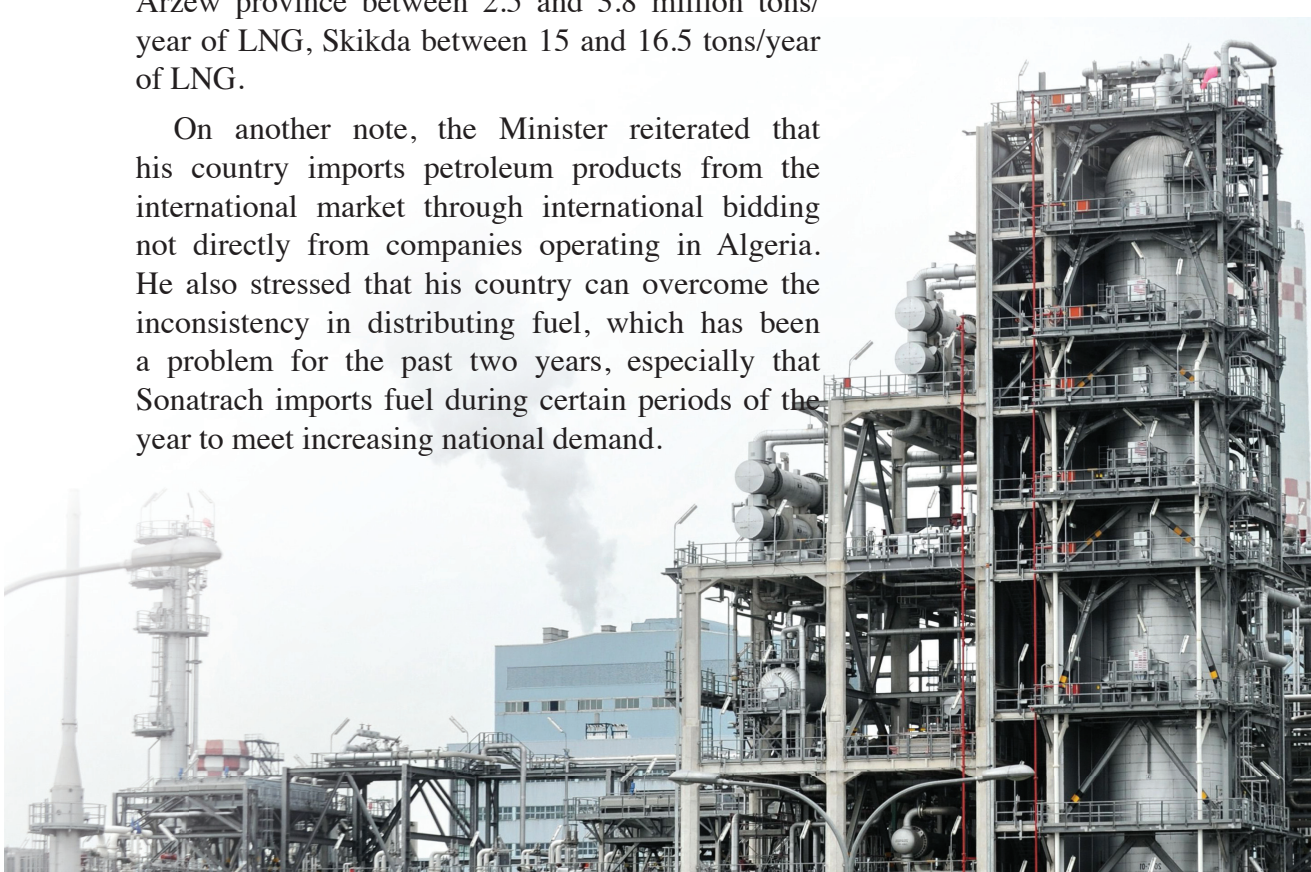 Arzew province between 2.5 and 3.8 million tons/
year of LNG, Skikda between 15 and 16.5 tons/year
of LNG.
On another note, the Minister reiterated that
his country imports petroleum products from the
international market through international bidding
not directly from companies operating in Algeria.
He also stressed that his country can overcome the
inconsistency in distributing fuel, which has been
a problem for the past two years, especially that
Sonatrach imports fuel during certain periods of the
year to meet increasing national demand.